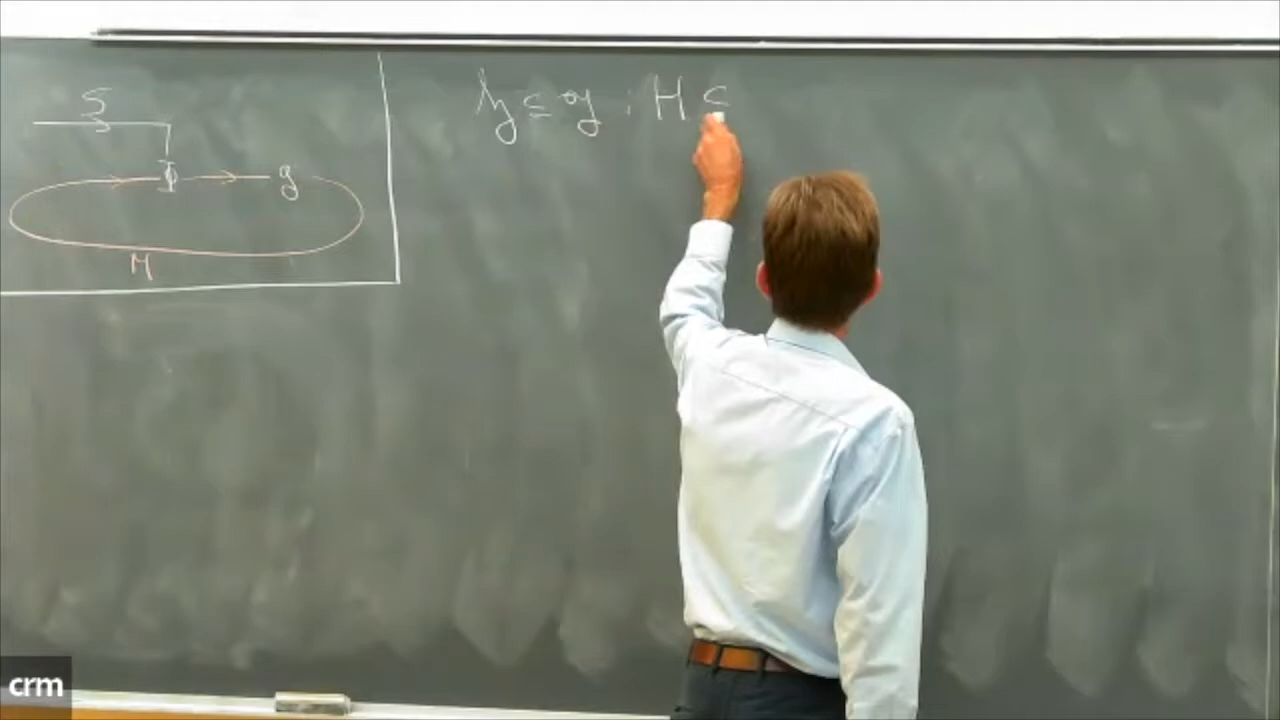 S
Φ g
M
𝔥 ⊆ 𝔤 : H ⊂
crm